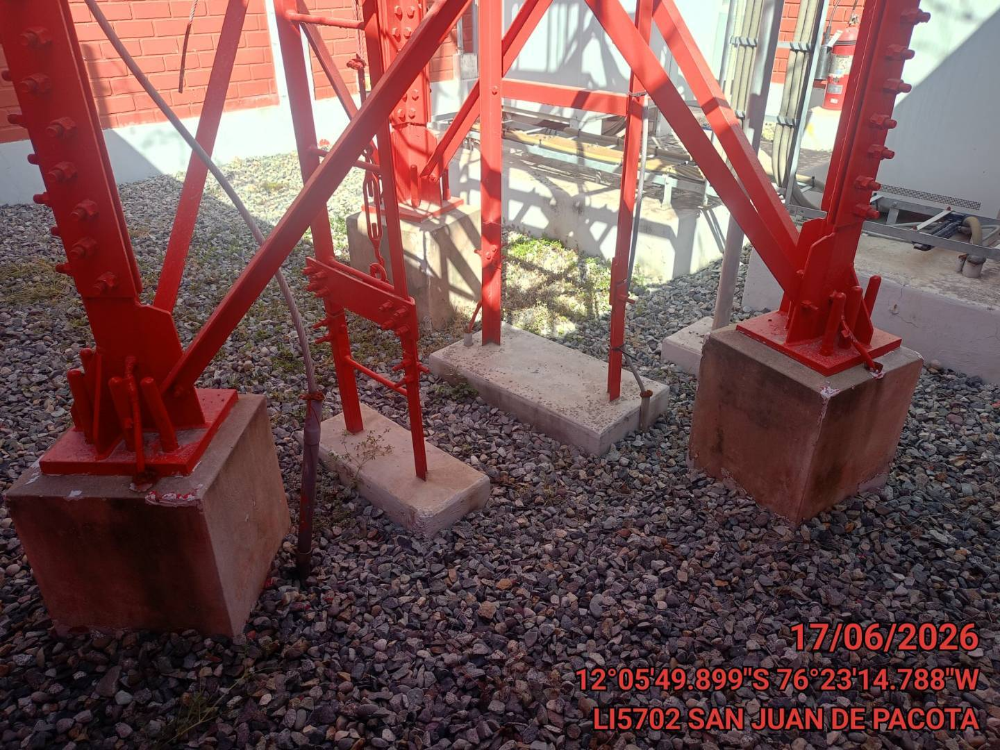 17/06/2026
12°05'49.899"S 76°23'14.788"W
LI5702 SAN JUAN DE PACOTA